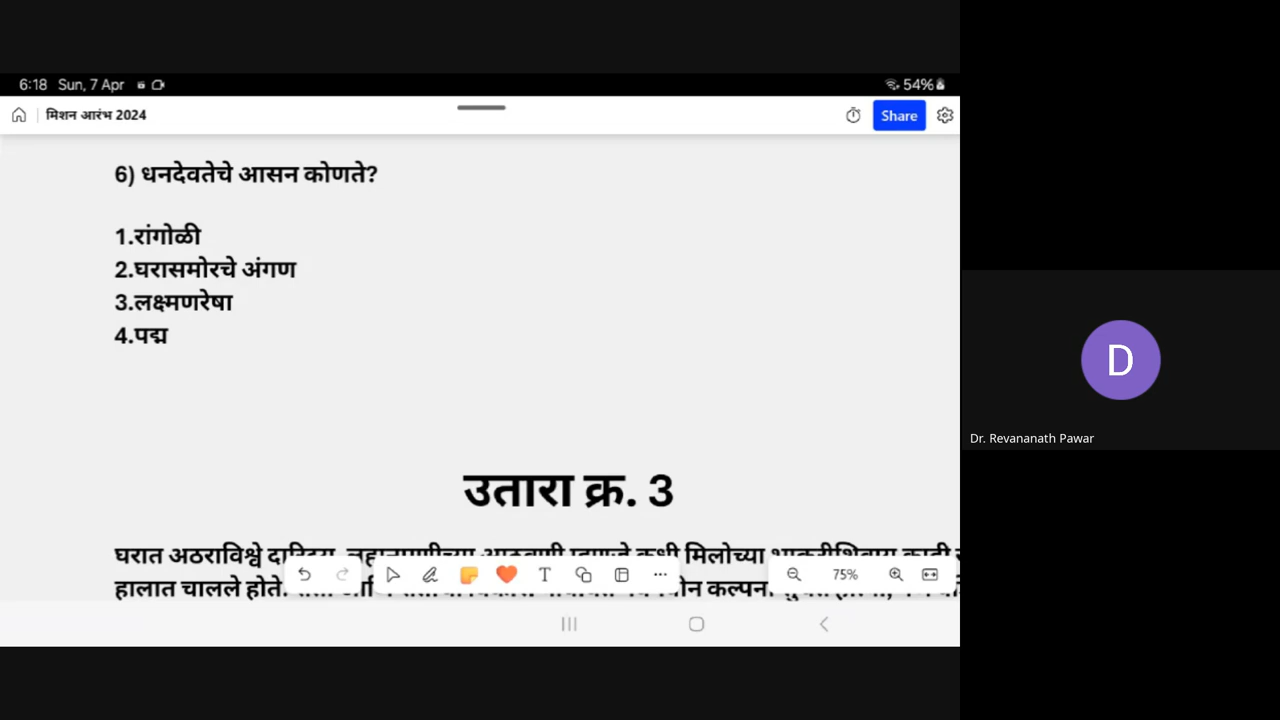 6:18 Sun, 7 Apr
54%
मिशन आरंभ 2024
Share
6) धनदेवतेचे आसन कोणते?
1.रांगोळी
2.घरासमोरचे अंगण
3.लक्ष्मणरेषा
4.पद्म
उतारा क्र. 3
घरात अठराविश्वे मिलोच्या
हालात चालले होते.
T
75%
D
Dr. Revananath Pawar